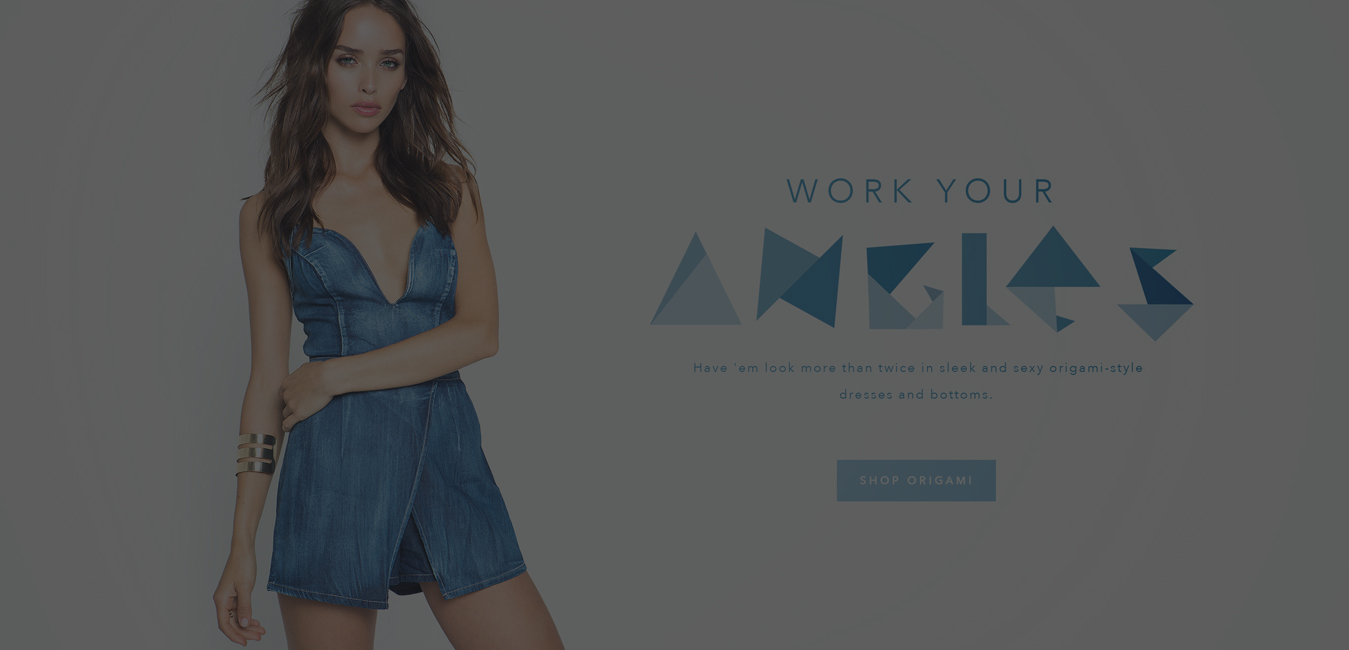 WORK YOUR
ANGLeS
Have 'em look more than twice in sleek and sexy origami-style
dresses and bottoms.
SHOP ORIGAMI